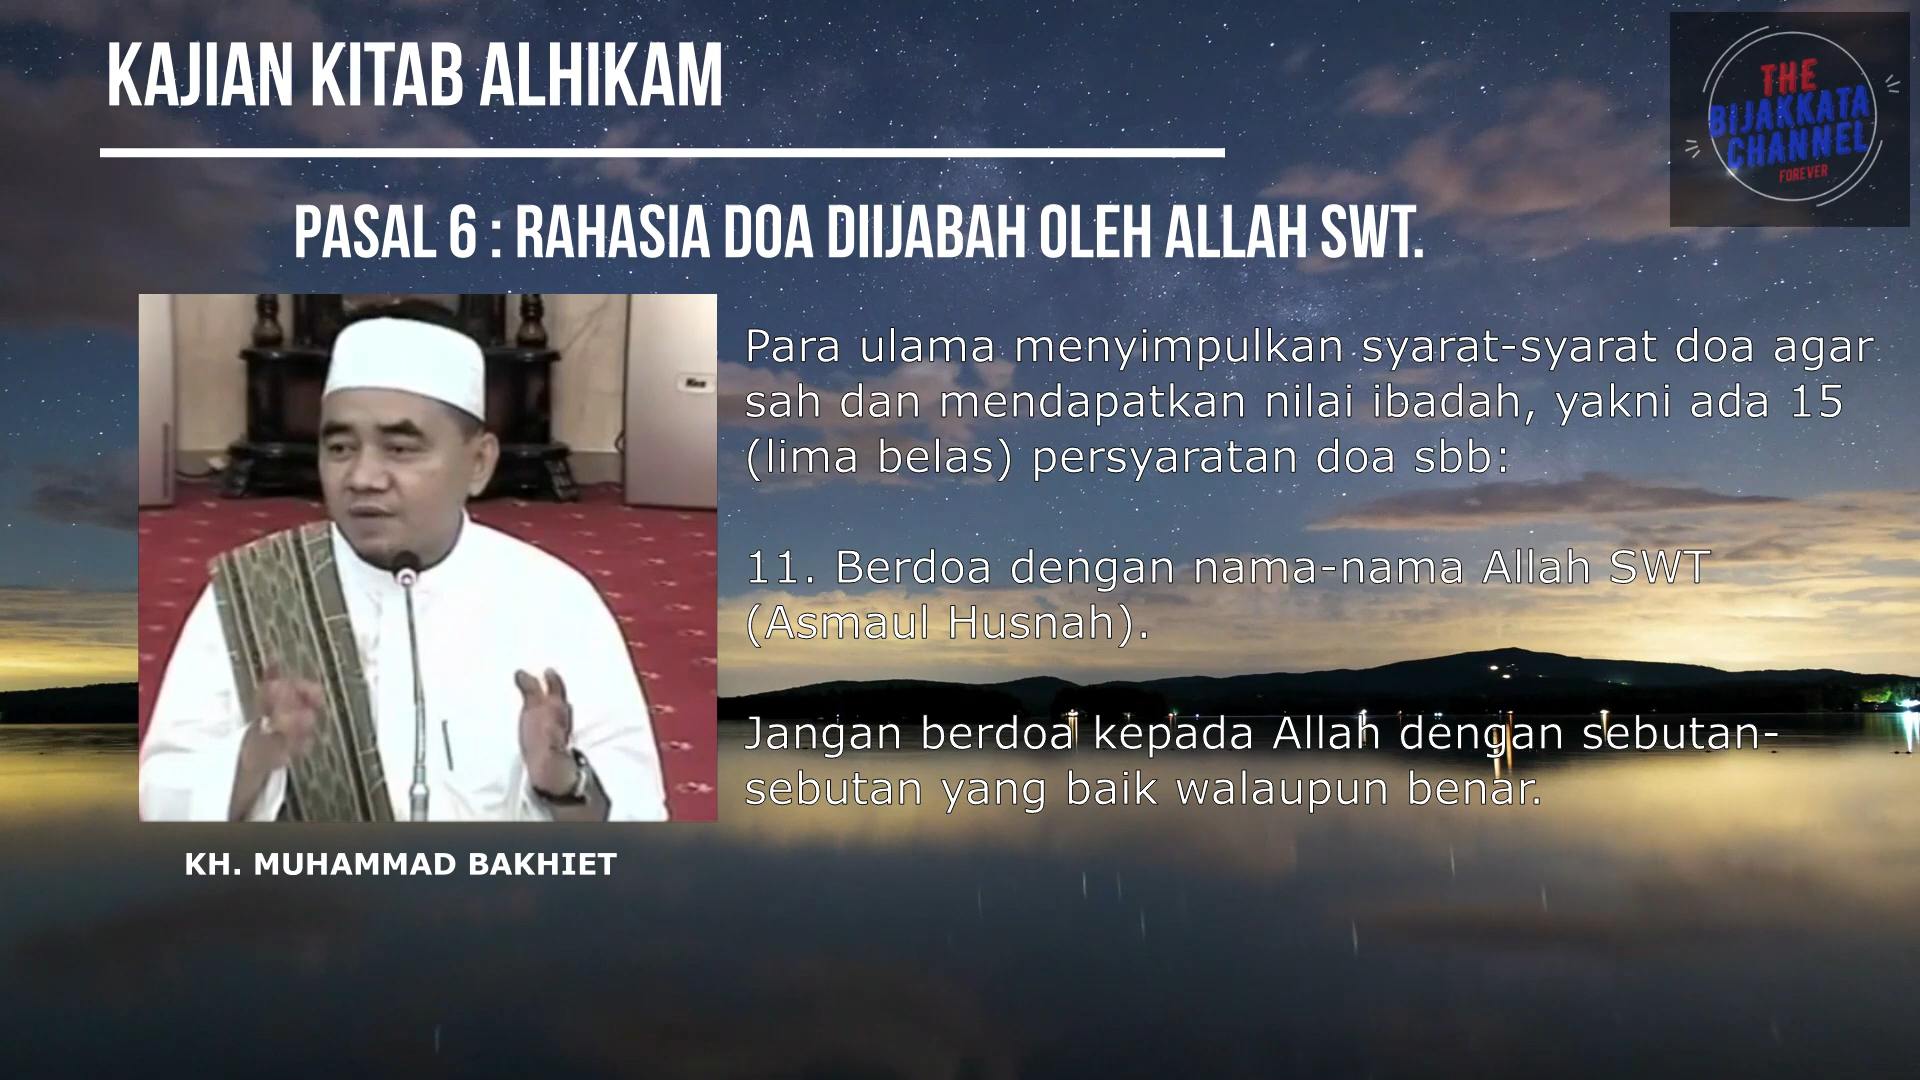 KAJIAN KITAB ALHIKAM
THE
BIJAKKATA
CHANNEL
FOREVER
PASAL 6 : RAHASIA DOA DIIJABAH OLEH ALLAH SWT.
Para ulama menyimpulkan syarat-syarat doa agar
sah dan mendapatkan nilai ibadah, yakni ada 15
(lima belas) persyaratan doa sbb:
11. Berdoa dengan nama-nama Allah SWT
(Asmaul Husnah).
Jangan berdoa kepada Allah dengan sebutan-
sebutan yang baik walaupun benar.
KH. MUHAMMAD BAKHIET